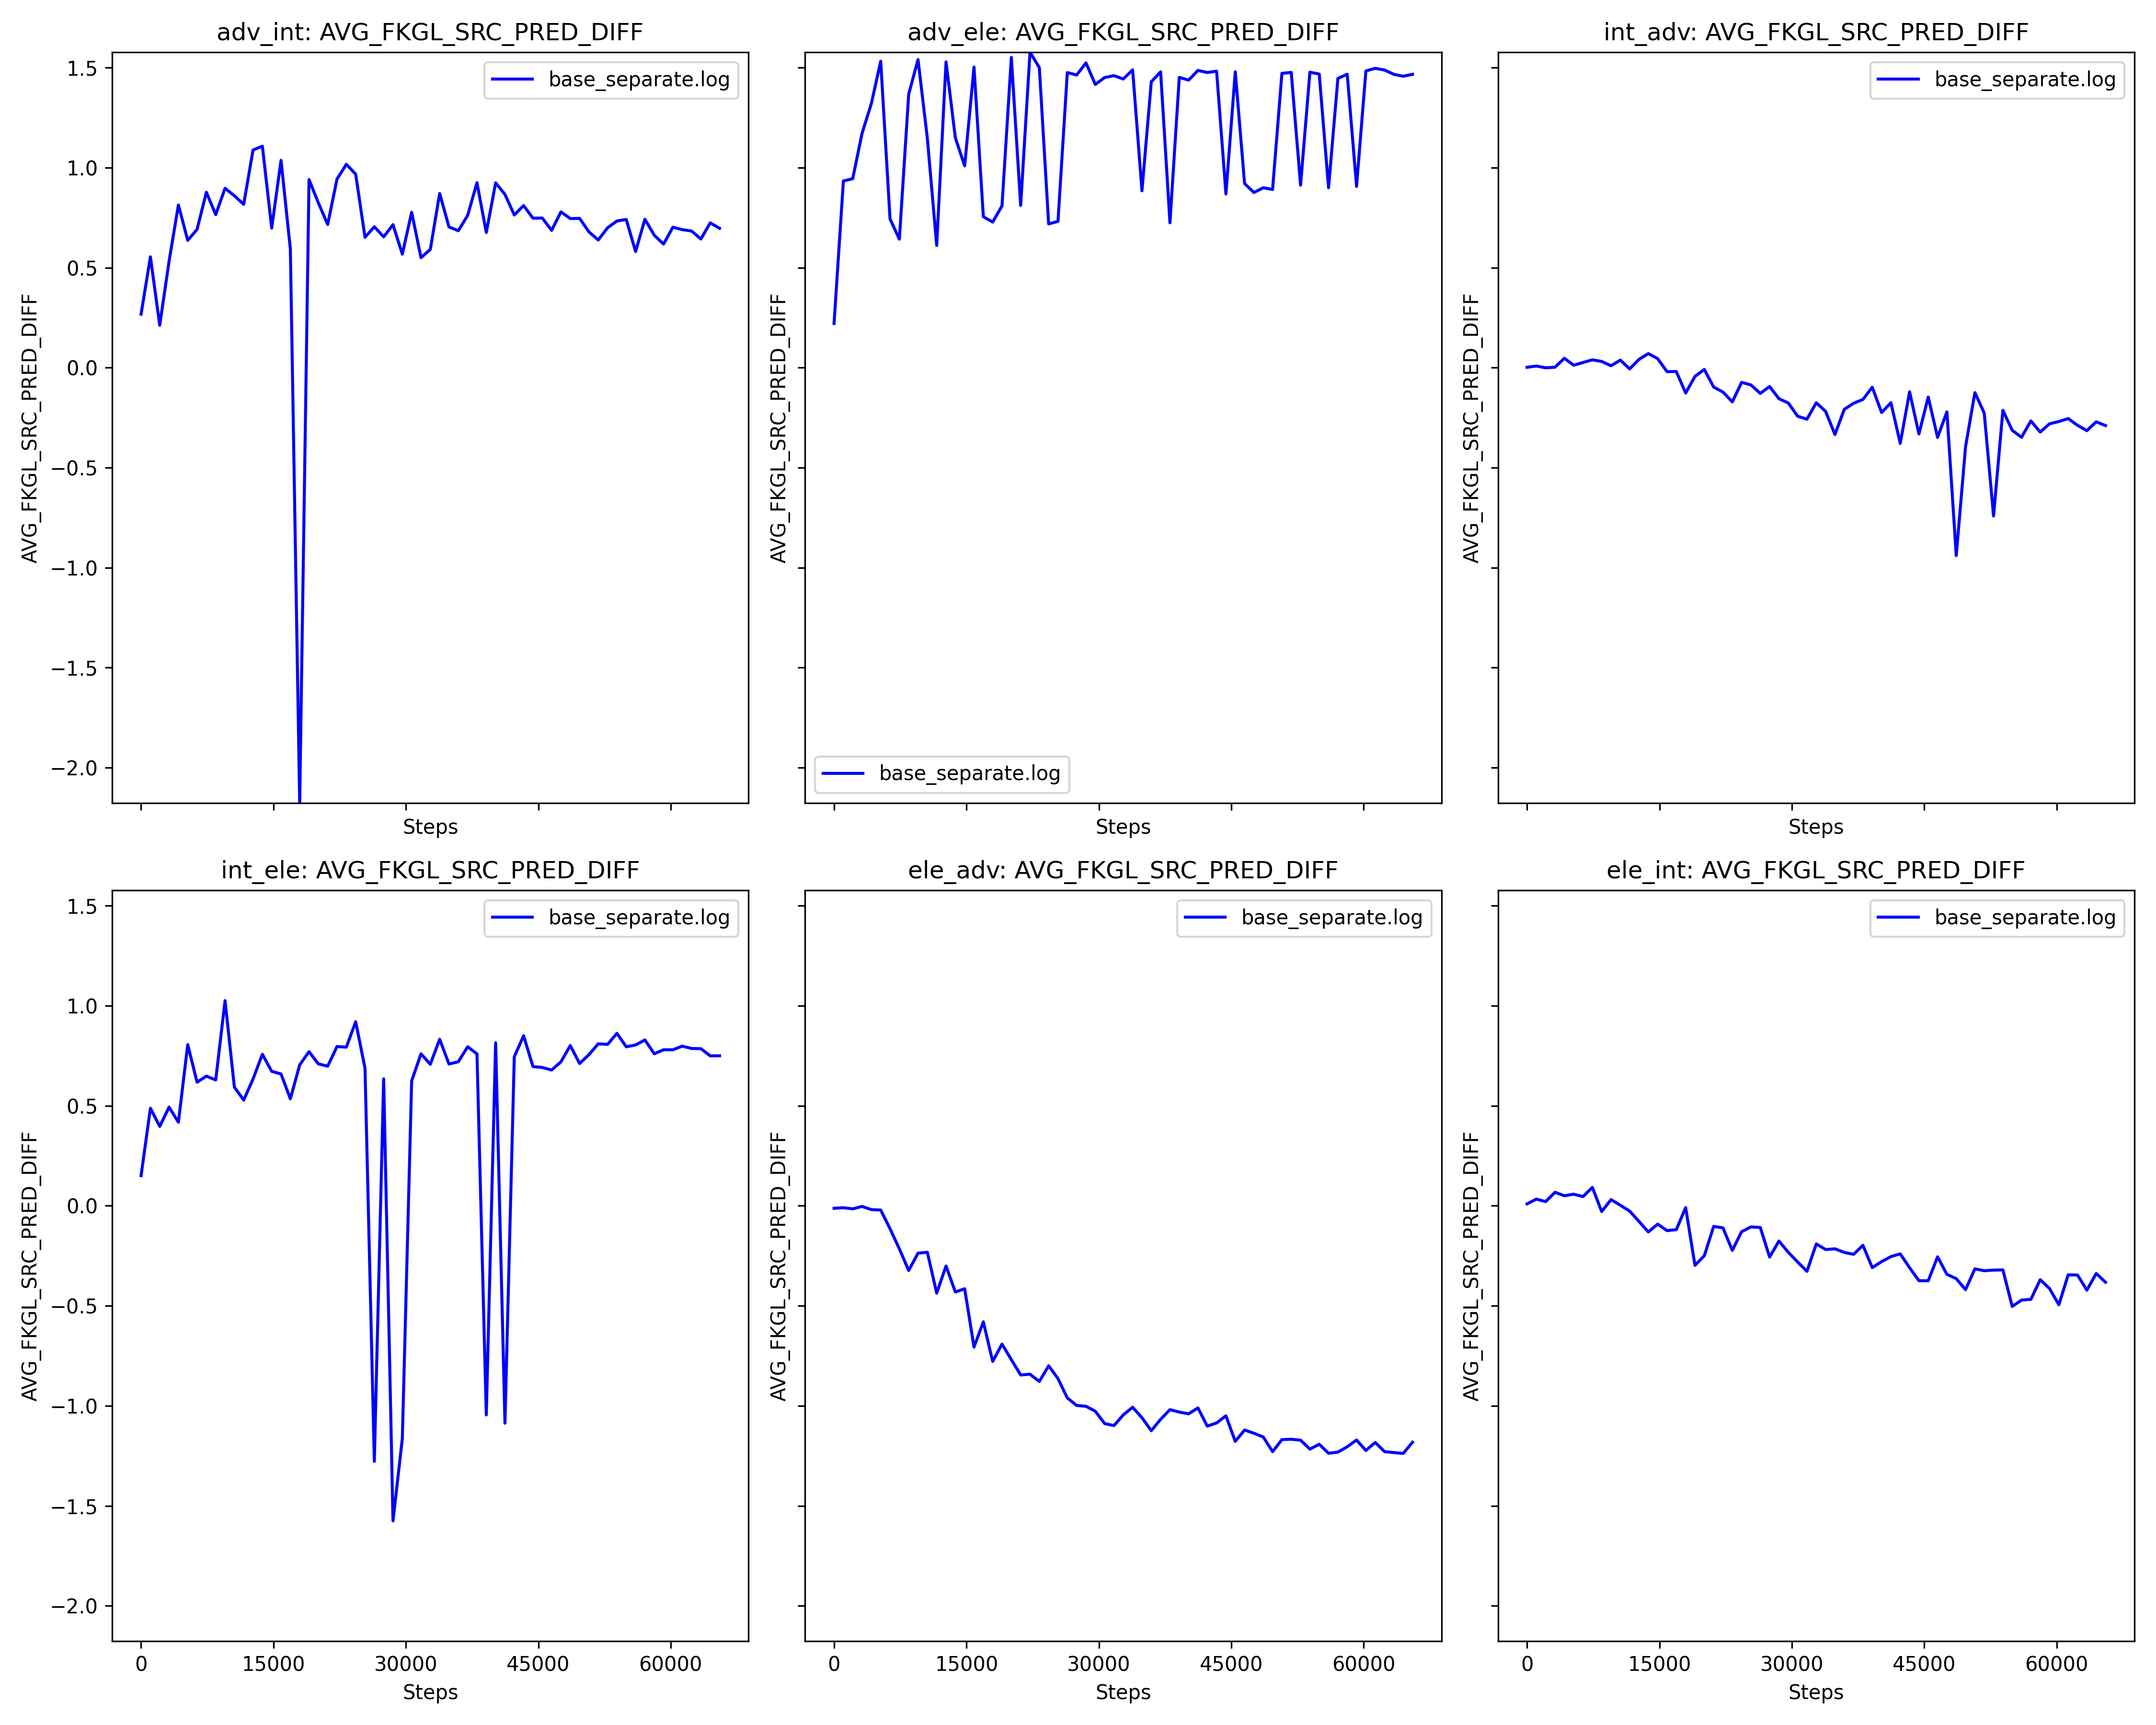 adv_int: AVG_FKGL_SRC_PRED_DIFF
AVG_FKGL_SRC_PRED_DIFF
1.5
1.0
0.5
0.0
−0.5
−1.0
−1.5
−2.0
base_separate.log
Steps
adv_ele: AVG_FKGL_SRC_PRED_DIFF
AVG_FKGL_SRC_PRED_DIFF
base_separate.log
Steps
int_adv: AVG_FKGL_SRC_PRED_DIFF
AVG_FKGL_SRC_PRED_DIFF
base_separate.log
Steps
int_ele: AVG_FKGL_SRC_PRED_DIFF
AVG_FKGL_SRC_PRED_DIFF
1.5
1.0
0.5
0.0
−0.5
−1.0
−1.5
−2.0
base_separate.log
0 15000 30000 45000 60000
Steps
ele_adv: AVG_FKGL_SRC_PRED_DIFF
AVG_FKGL_SRC_PRED_DIFF
base_separate.log
0 15000 30000 45000 60000
Steps
ele_int: AVG_FKGL_SRC_PRED_DIFF
AVG_FKGL_SRC_PRED_DIFF
base_separate.log
0 15000 30000 45000 60000
Steps